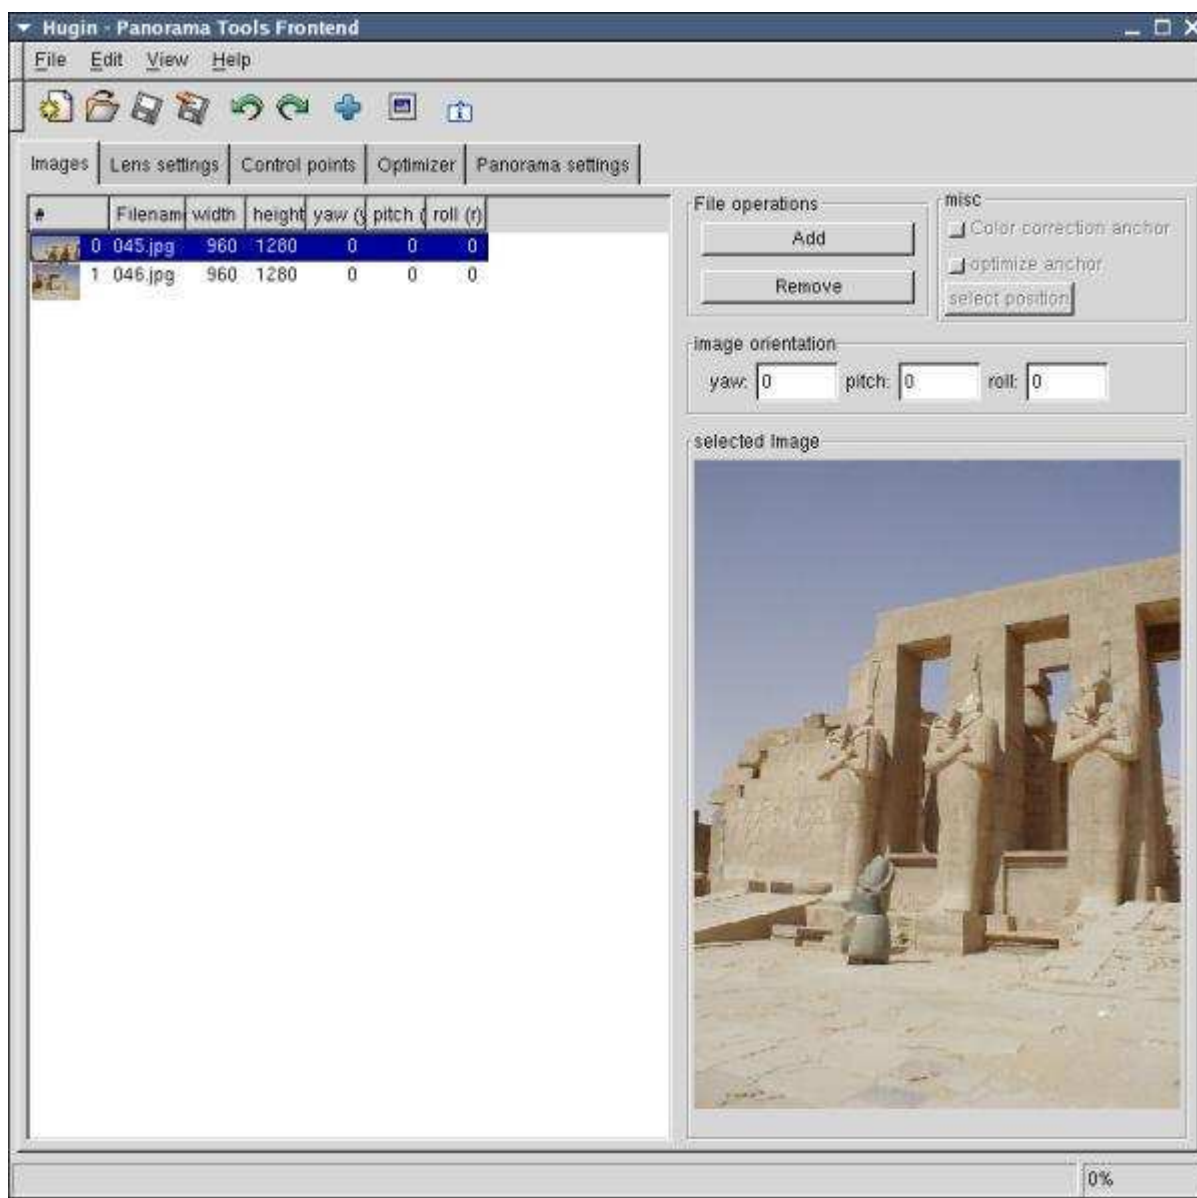 Hugin - Panorama Tools Frontend
File Edit View Help
Images Lens settings Control points Optimizer Panorama settings
# Filenam width height yaw (y pitch ( roll (r)
0 045.jpg 960 1280 0 0 0
1 046.jpg 960 1280 0 0 0
File operations
Add
Remove
misc
Color correction anchor
optimize anchor
select position
image orientation
yaw: 0 pitch: 0 roll: 0
selected Image
0%